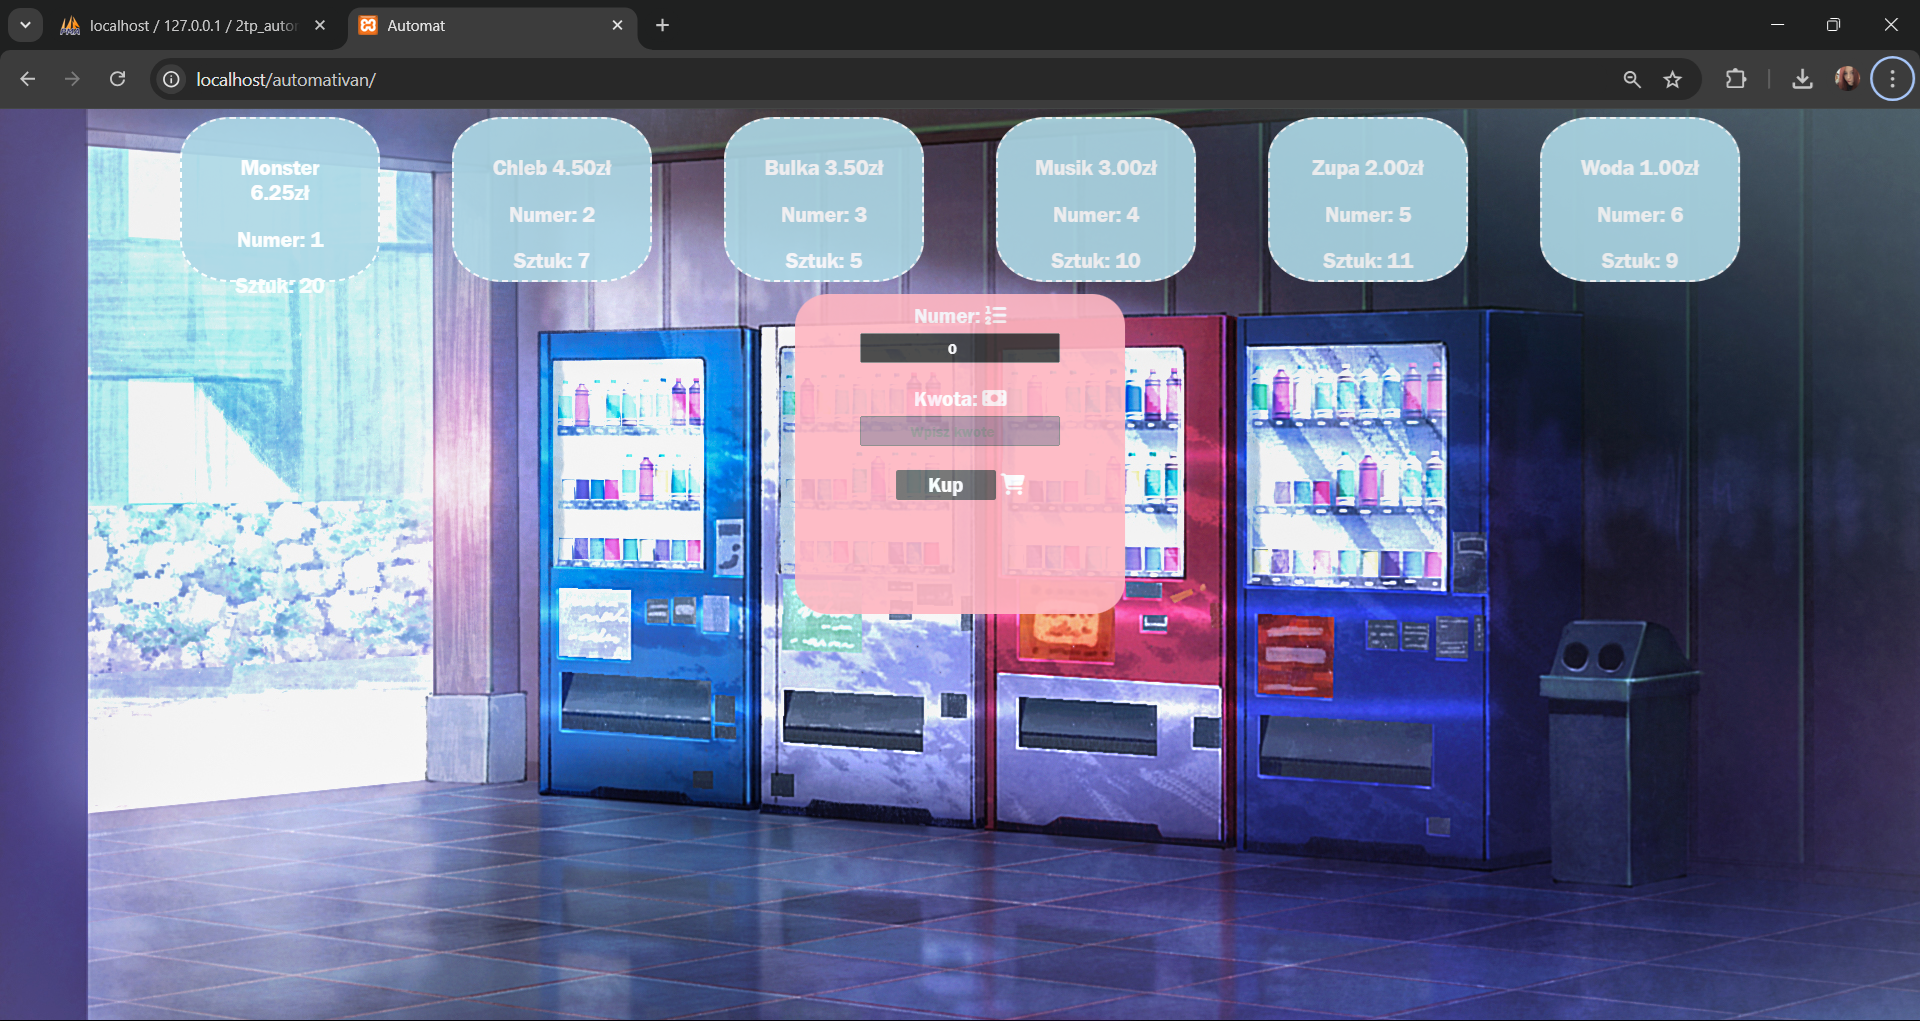 localhost / 127.0.0.1 / 2tp_auto
Automat
localhost/automativan/
Monster
6.25zł
Numer: 1
Sztuk: 20
Chleb 4.50zł
Numer: 2
Sztuk: 7
Bulka 3.50zł
Numer: 3
Sztuk: 5
Musik 3.00zł
Numer: 4
Sztuk: 10
Zupa 2.00zł
Numer: 5
Sztuk: 11
Woda 1.00zł
Numer: 6
Sztuk: 9
Numer:
0
Kwota:
Wpisz kwote
Kup